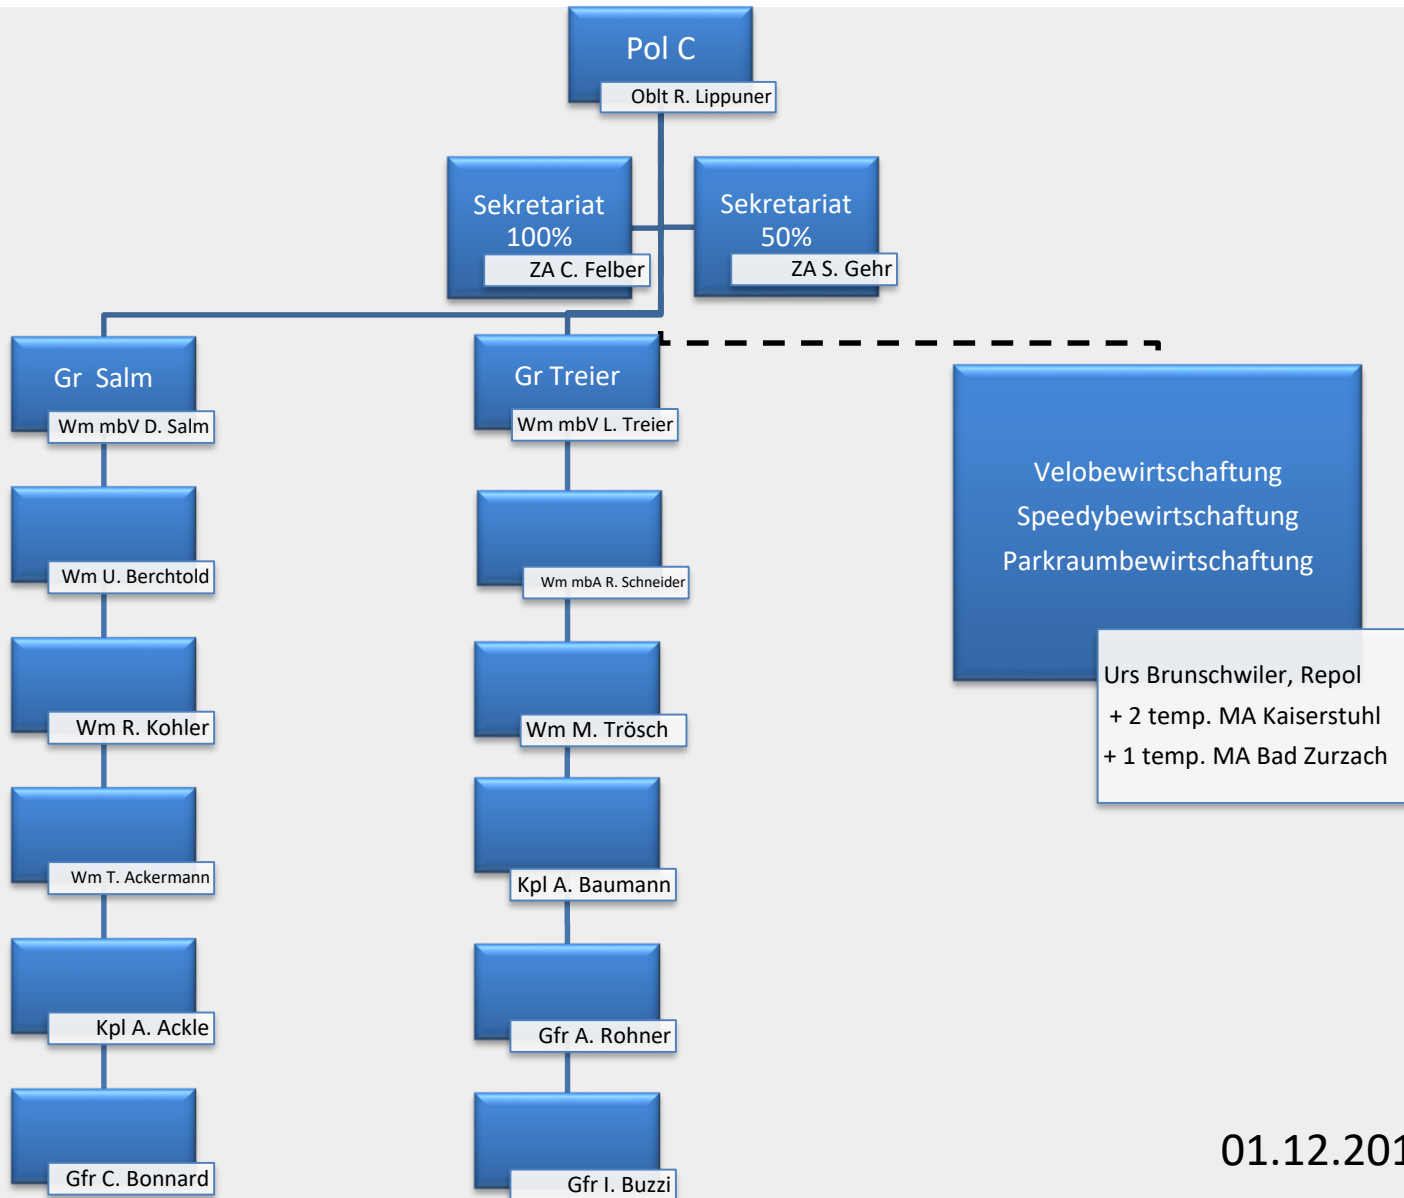 Pol C
Oblt R. Lippuner
Sekretariat
100%
ZA C. Felber
Sekretariat
50%
ZA S. Gehr
Gr Salm
Wm mbV D. Salm
Wm U. Berchtold
Wm R. Kohler
Wm T. Ackermann
Kpl A. Ackle
Gfr C. Bonnard
Gr Treier
Wm mbV L. Treier
Wm mbA R. Schneider
Wm M. Trösch
Kpl A. Baumann
Gfr A. Rohner
Gfr I. Buzzi
Velobewirtschaftung
Speedybewirtschaftung
Parkraumbewirtschaftung
Urs Brunschwiler, Repol
+ 2 temp. MA Kaiserstuhl
+ 1 temp. MA Bad Zurzach
01.12.201